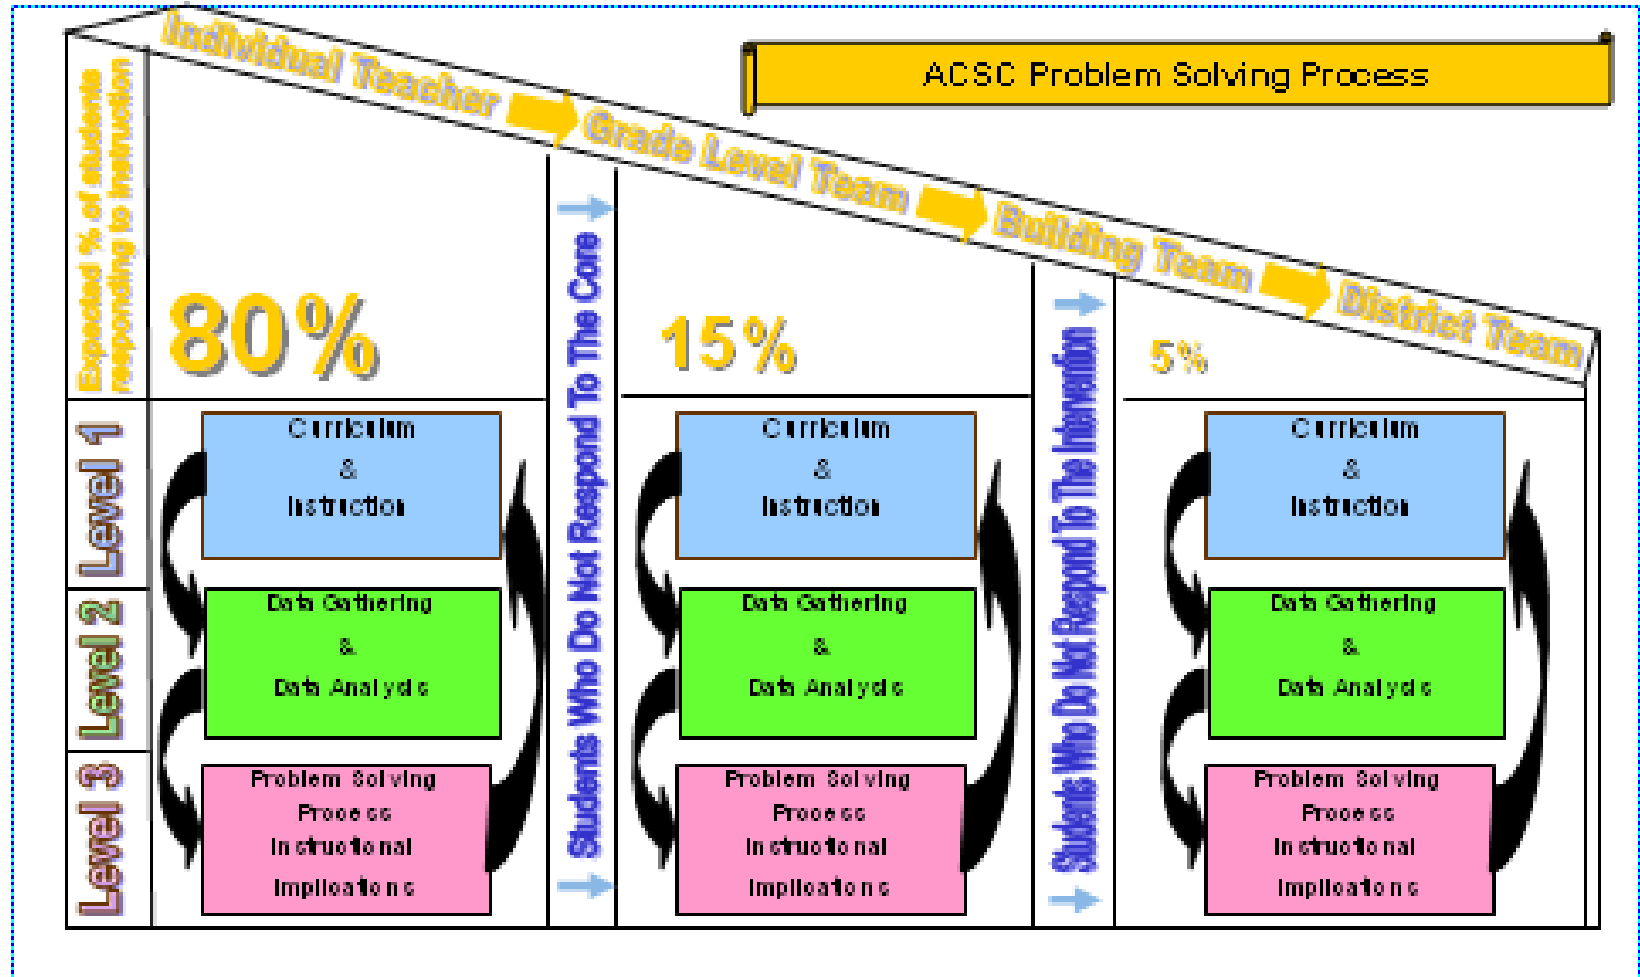 ACSC Problem Solving Process
Individual Teacher
Grade Level Team
Building Team
District Team
Expected % of students
responding to instruction
80%
15%
5%
Level 1
Level 2
Level 3
Curriculum
&
Instruction
Data Gathering
&
Data Analysis
Problem Solving
Process
Instructional
Implications
Students Who Do Not Respond To The Core
Curriculum
&
Instruction
Data Gathering
&
Data Analysis
Problem Solving
Process
Instructional
Implications
Students Who Do Not Respond To The Intervention
Curriculum
&
Instruction
Data Gathering
&
Data Analysis
Problem Solving
Process
Instructional
Implications